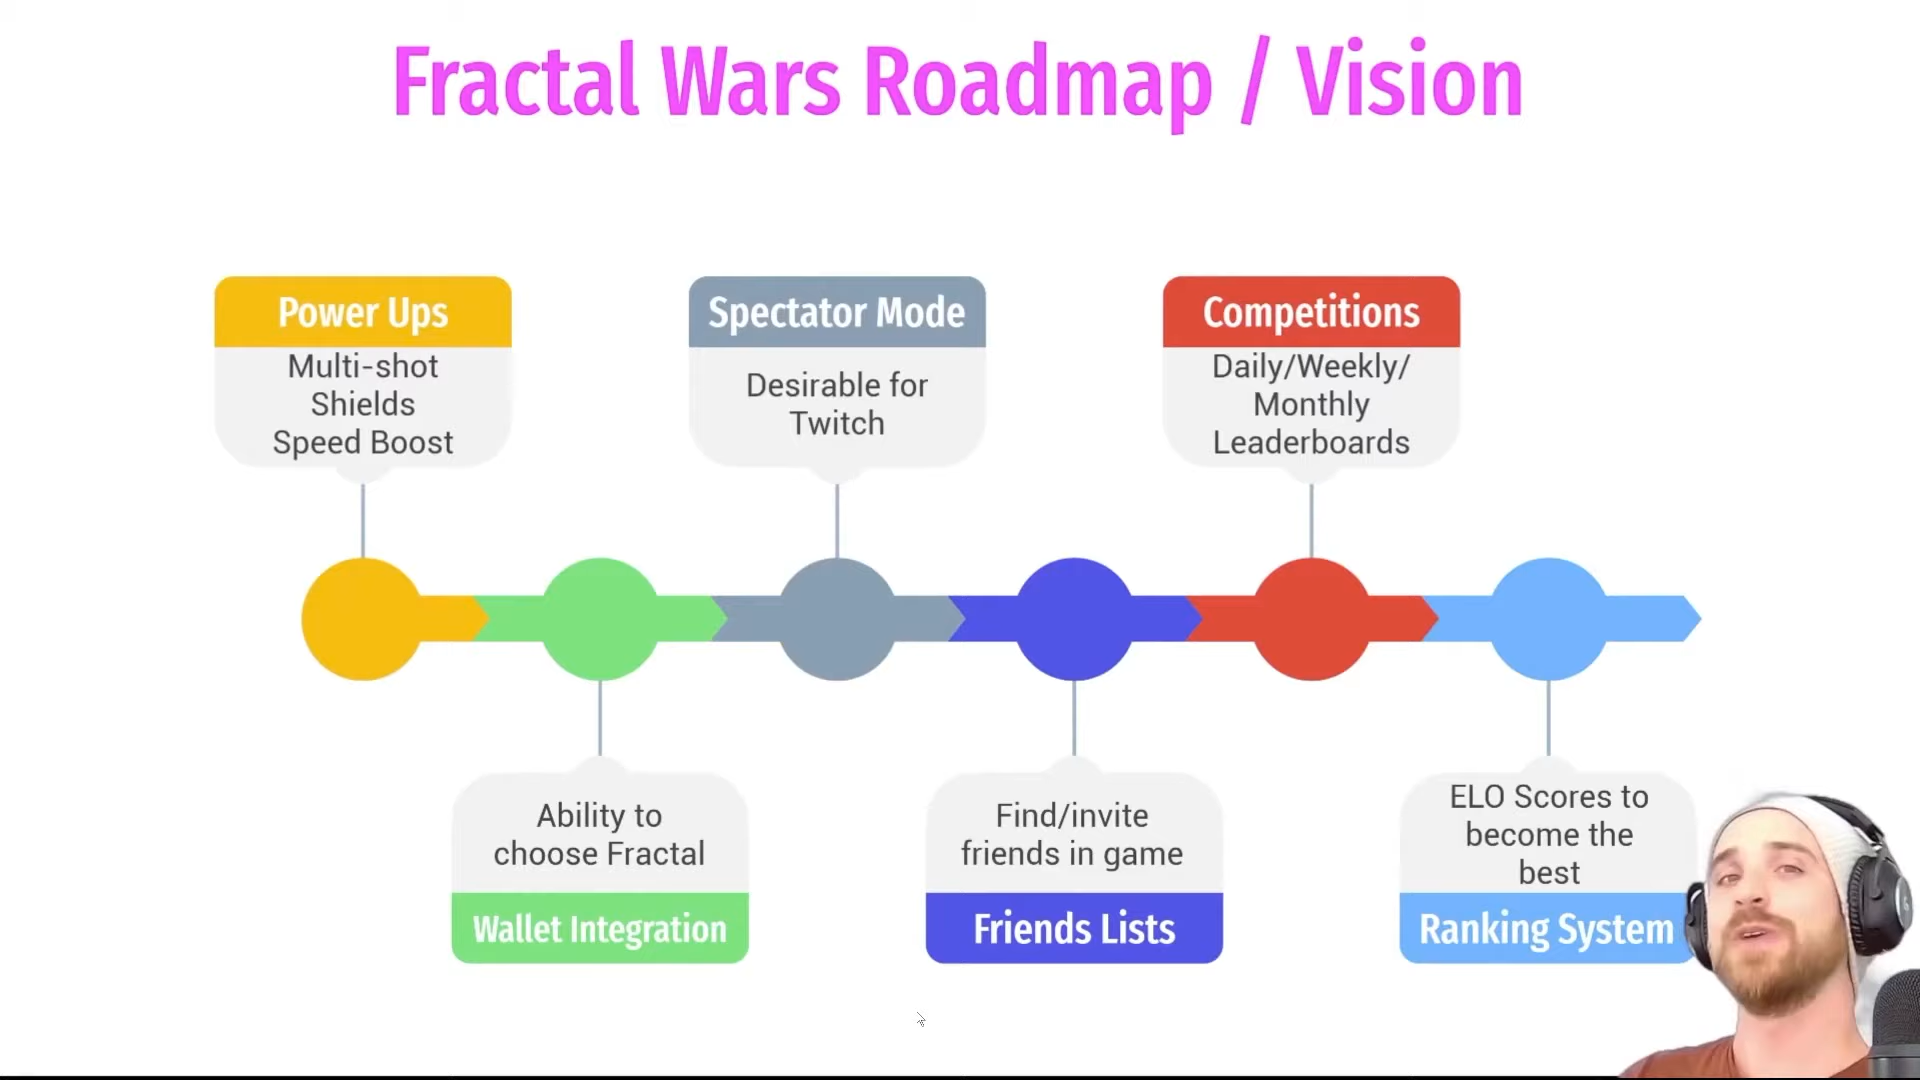 Fractal Wars Roadmap / Vision
Power Ups
Multi-shot
Shields
Speed Boost
Spectator Mode
Desirable for
Twitch
Competitions
Daily/Weekly/
Monthly
Leaderboards
Ability to
choose Fractal
Wallet Integration
Find/invite
friends in game
Friends Lists
ELO Scores to
become the
best
Ranking System